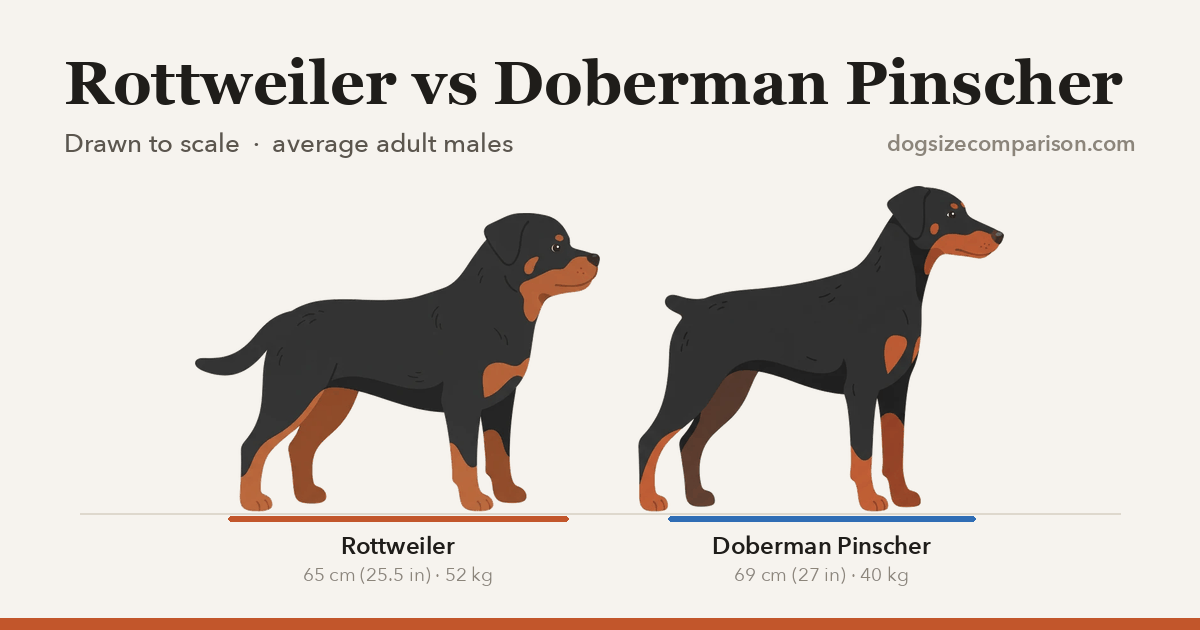 Rottweiler vs Doberman Pinscher
Drawn to scale · average adult males
dogsizecomparison.com
Rottweiler
65 cm (25.5 in) · 52 kg
Doberman Pinscher
69 cm (27 in) · 40 kg